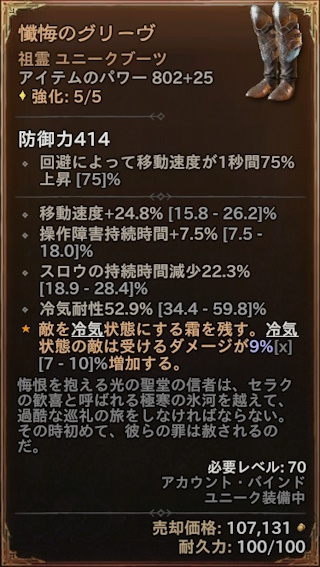 懺悔のグリーヴ
祖霊 ユニークブーツ
アイテムのパワー 802+25
強化: 5/5
防御力414
回避によって移動速度が1秒間75%
上昇 [75]%
移動速度+24.8% [15.8 - 26.2]%
操作障害持続時間+7.5% [7.5 -
18.0]%
スロウの持続時間減少22.3%
[18.9 - 28.4]%
冷気耐性52.9% [34.4 - 59.8]%
敵を冷気状態にする霜を残す。冷気
状態の敵は受けるダメージが9%[x]
[7 - 10]%増加する。
悔恨を抱える光の聖堂の信者は、セラク
の歓喜と呼ばれる極寒の氷河を越えて、
過酷な巡礼の旅をしなければならない。
その時初めて、彼らの罪は赦されるの
だ。
必要レベル: 70
アカウント・バインド
ユニーク装備中
売却価格: 107,131
耐久力: 100/100